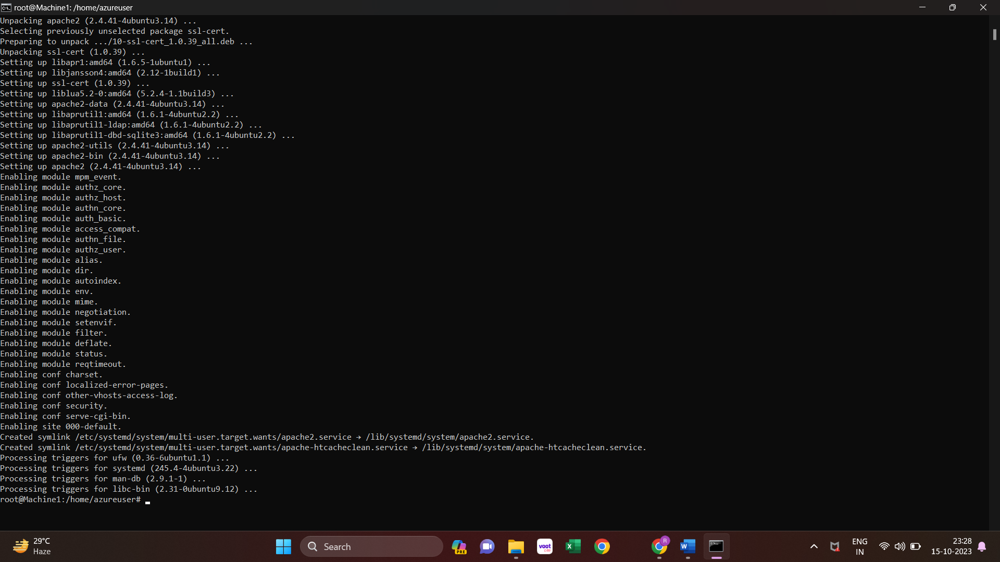 root@Machine1: /home/azureuser
Unpacking apache2 (2.4.41-4ubuntu3.14) ...
Selecting previously unselected package ssl-cert.
Preparing to unpack .../10-ssl-cert_1.0.39_all.deb ...
Unpacking ssl-cert (1.0.39) ...
Setting up libapr1:amd64 (1.6.5-1ubuntu1) ...
Setting up libjansson4:amd64 (2.12-1build1) ...
Setting up ssl-cert (1.0.39) ...
Setting up liblua5.2-0:amd64 (5.2.4-1.1build3) ...
Setting up apache2-data (2.4.41-4ubuntu3.14) ...
Setting up libaprutil1:amd64 (1.6.1-4ubuntu2.2) ...
Setting up libaprutil1-ldap:amd64 (1.6.1-4ubuntu2.2) ...
Setting up libaprutil1-dbd-sqlite3:amd64 (1.6.1-4ubuntu2.2) ...
Setting up apache2-utils (2.4.41-4ubuntu3.14) ...
Setting up apache2-bin (2.4.41-4ubuntu3.14) ...
Setting up apache2 (2.4.41-4ubuntu3.14) ...
Enabling module mpm_event.
Enabling module authz_core.
Enabling module authz_host.
Enabling module authn_core.
Enabling module auth_basic.
Enabling module access_compat.
Enabling module authn_file.
Enabling module authz_user.
Enabling module alias.
Enabling module dir.
Enabling module autoindex.
Enabling module env.
Enabling module mime.
Enabling module negotiation.
Enabling module setenvif.
Enabling module filter.
Enabling module deflate.
Enabling module status.
Enabling module reqtimeout.
Enabling conf charset.
Enabling conf localized-error-pages.
Enabling conf other-vhosts-access-log.
Enabling conf security.
Enabling conf serve-cgi-bin.
Enabling site 000-default.
Created symlink /etc/systemd/system/multi-user.target.wants/apache2.service → /lib/systemd/system/apache2.service.
Created symlink /etc/systemd/system/multi-user.target.wants/apache-htcacheclean.service → /lib/systemd/system/apache-htcacheclean.service.
Processing triggers for ufw (0.36-6ubuntu1.1) ...
Processing triggers for systemd (245.4-4ubuntu3.22) ...
Processing triggers for man-db (2.9.1-1) ...
Processing triggers for libc-bin (2.31-0ubuntu9.12) ...
root@Machine1:/home/azureuser#
29°C
Haze
Search
PRE
voot
Lite
R
ENG
IN
23:28
15-10-2023